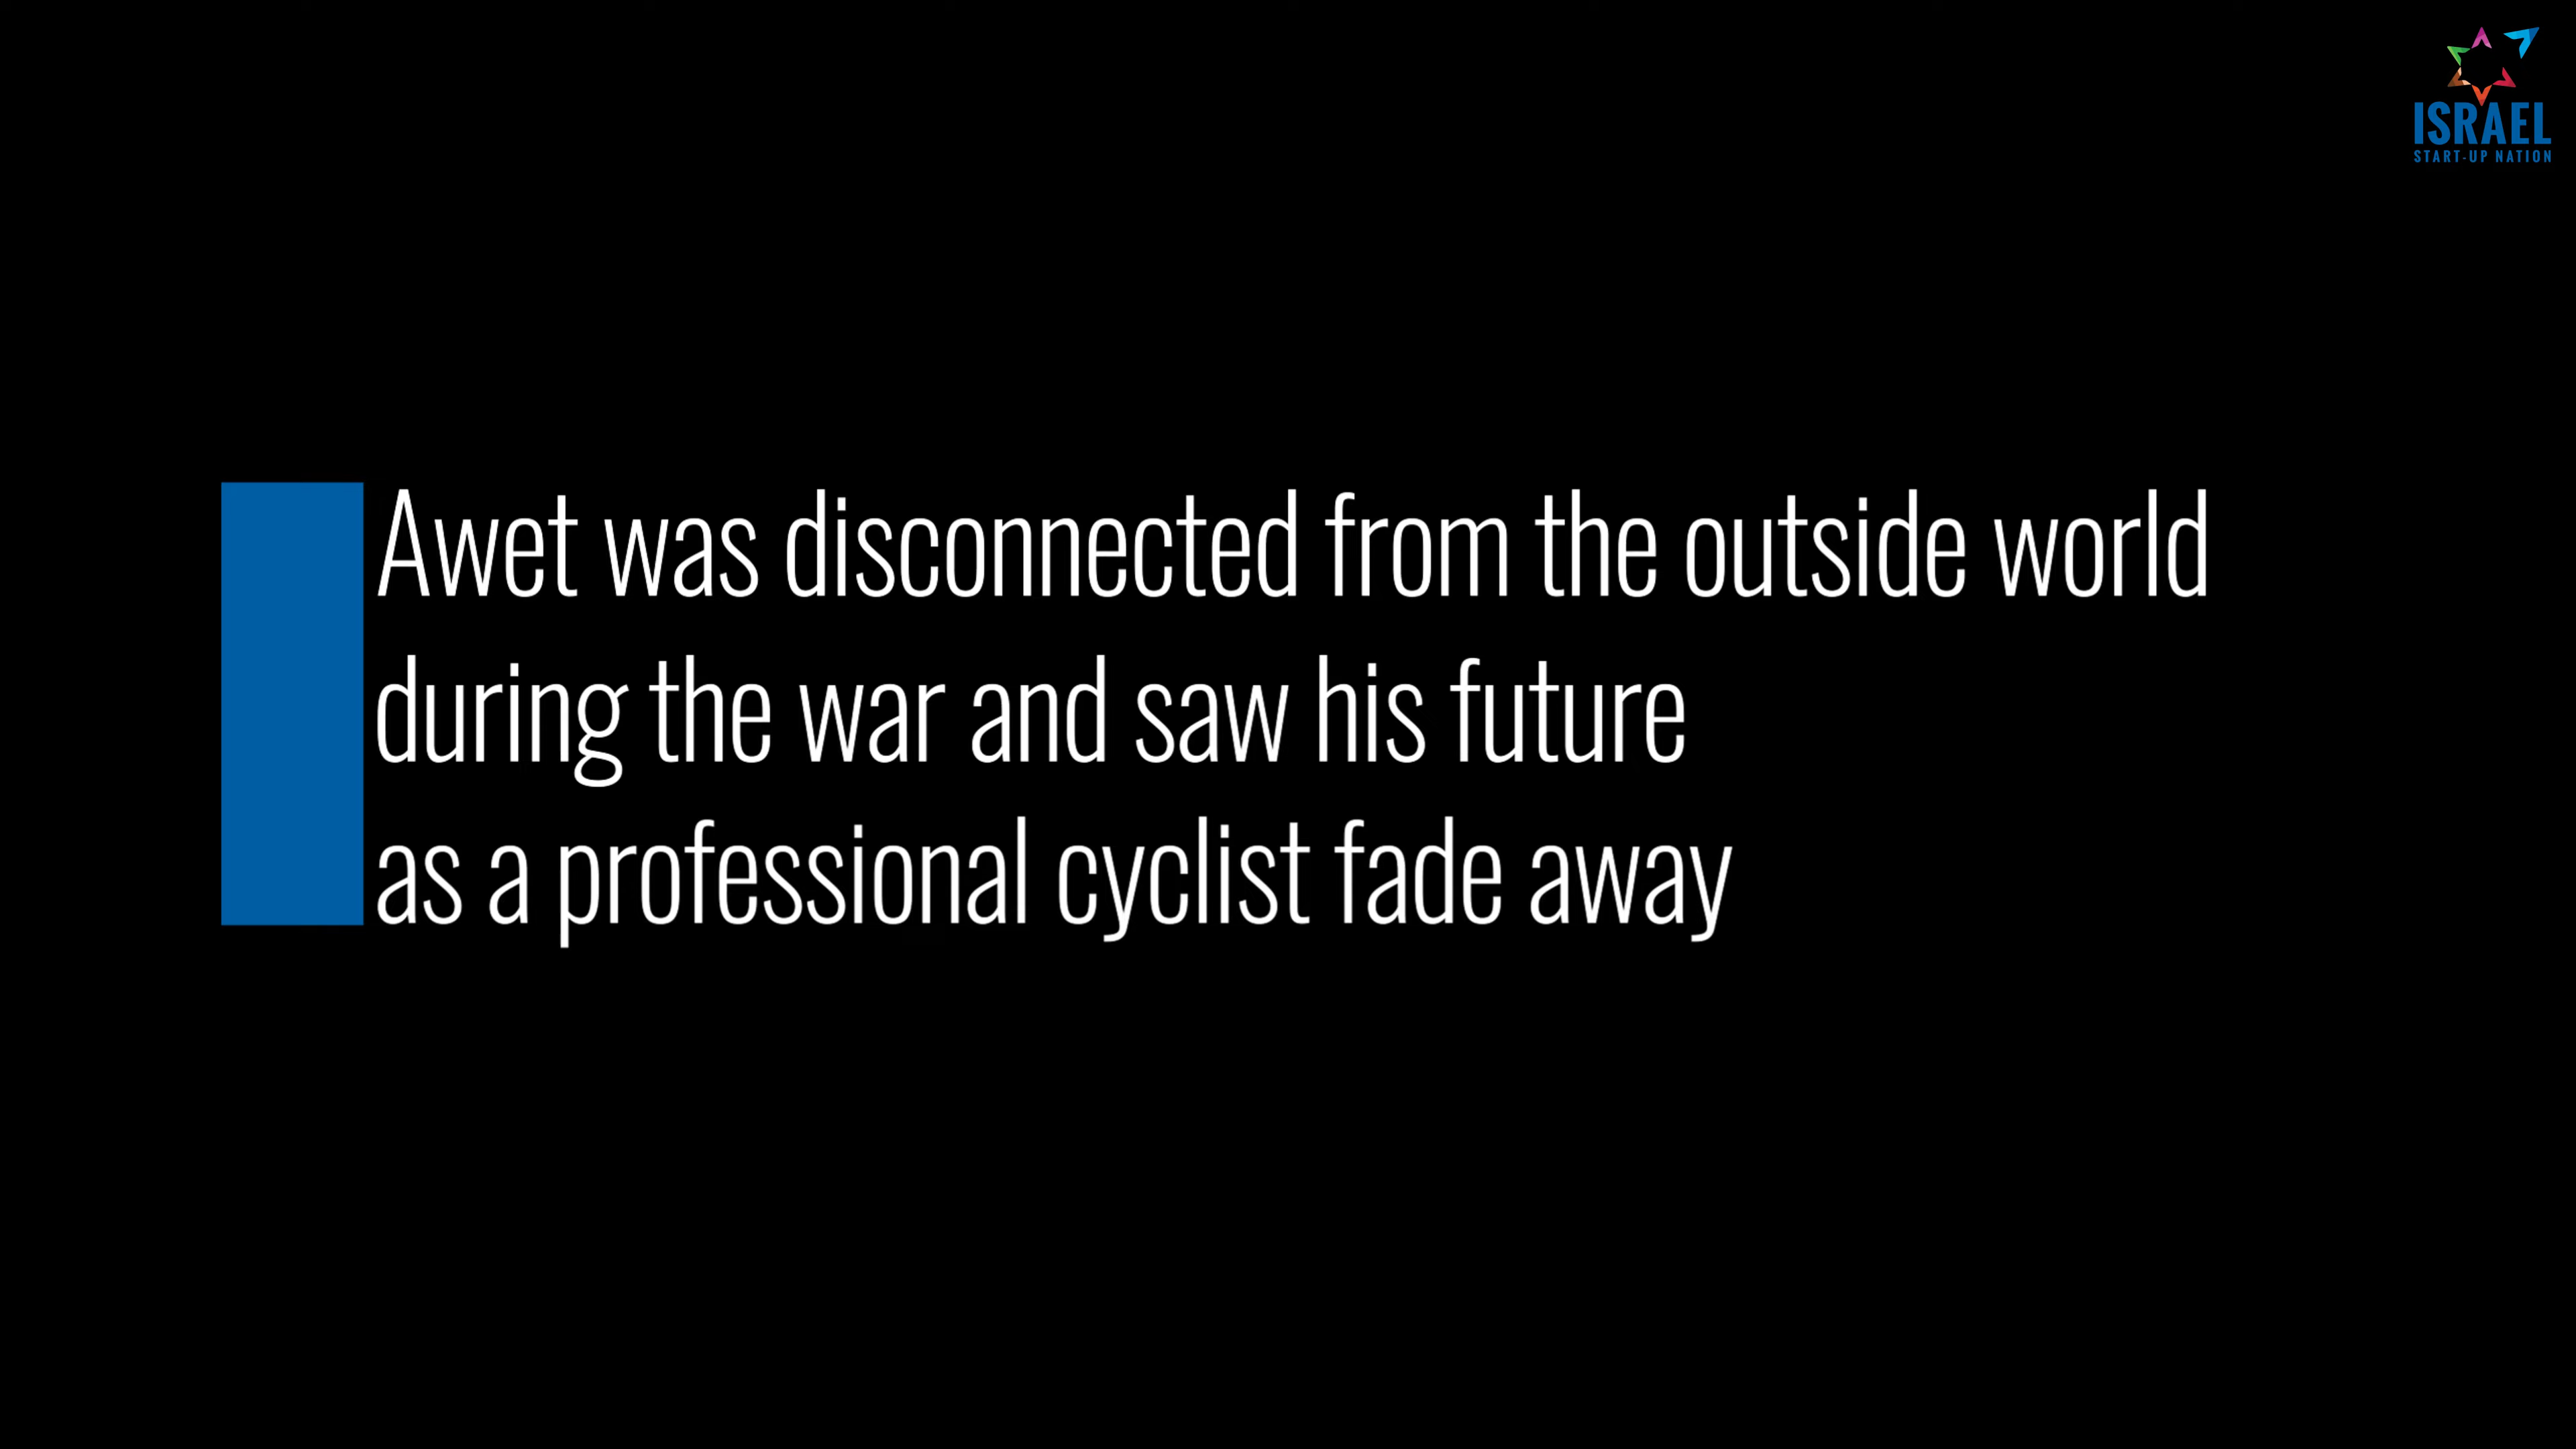 ISRAEL
START-UP NATION
Awet was disconnected from the outside world
during the war and saw his future
as a professional cyclist fade away